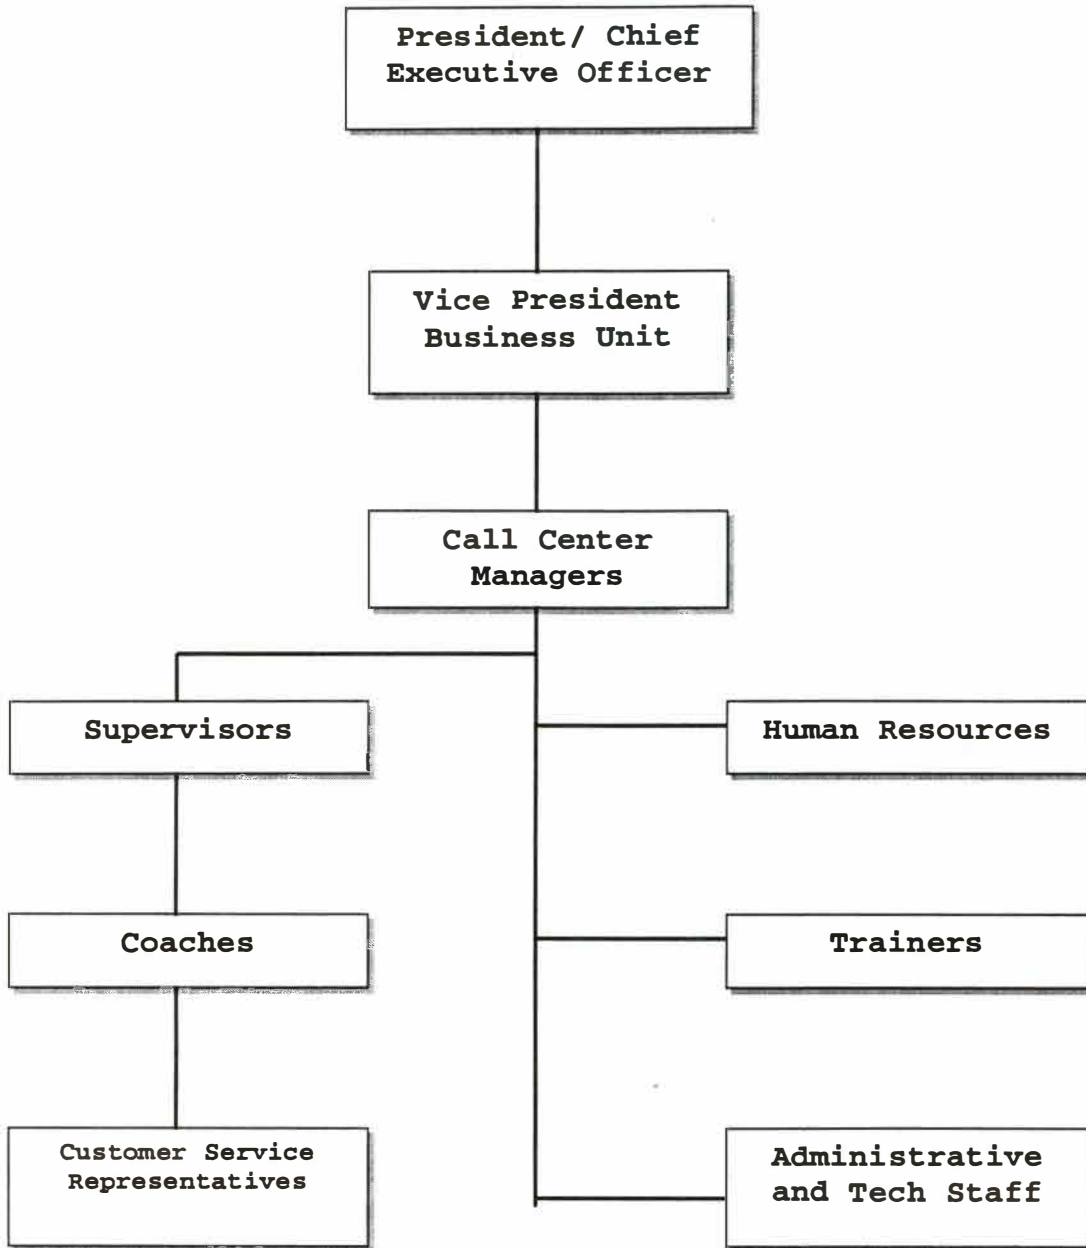 President/ Chief
Executive Officer
Vice President
Business Unit
Call Center
Managers
Supervisors
Human Resources
Coaches
Trainers
Customer Service
Representatives
Administrative
and Tech Staff